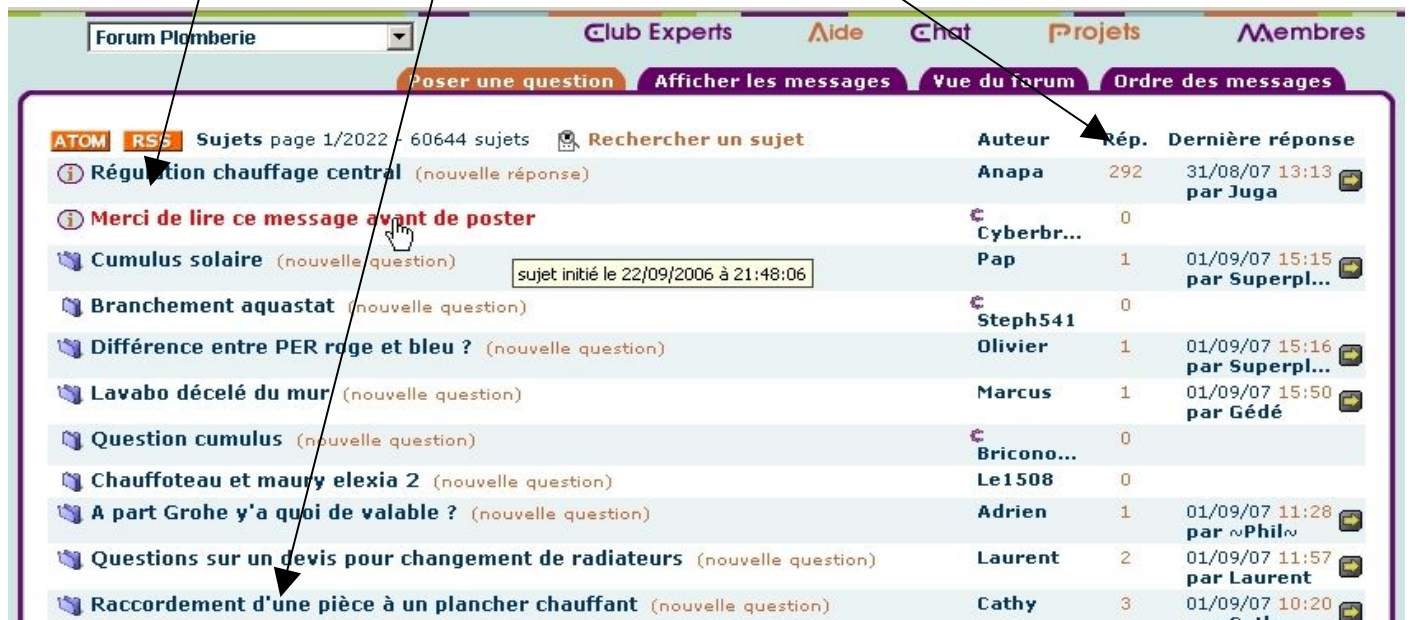 Forum Plomberie Club Experts Aide Chat Projets Membres
Poser une question Afficher les messages Vue du forum Ordre des messages
ATOM RSS Sujets page 1/2022 - 60644 sujets Rechercher un sujet Auteur Rép. Dernière réponse
Régulation chauffage central (nouvelle réponse) Anapa 292 31/08/07 13:13
par Juga
Merci de lire ce message avant de poster 0
Cyberbr...
Cumulus solaire (nouvelle question) Pap 1 01/09/07 15:15
sujet initié le 22/09/2006 à 21:48:06 par Superpl...
Branchement aquastat (nouvelle question) 0
Steph541
Différence entre PER roge et bleu ? (nouvelle question) Olivier 1 01/09/07 15:16
par Superpl...
Lavabo décelé du mur (nouvelle question) Marcus 1 01/09/07 15:50
par Gédé
Question cumulus (nouvelle question) 0
Bricono...
Chauffoteau et maury elexia 2 (nouvelle question) Le1508 0
A part Grohe y'a quoi de valable ? (nouvelle question) Adrien 1 01/09/07 11:28
par ~Phil~
Questions sur un devis pour changement de radiateurs (nouvelle question) Laurent 2 01/09/07 11:57
par Laurent
Raccordement d'une pièce à un plancher chauffant (nouvelle question) Cathy 3 01/09/07 10:20